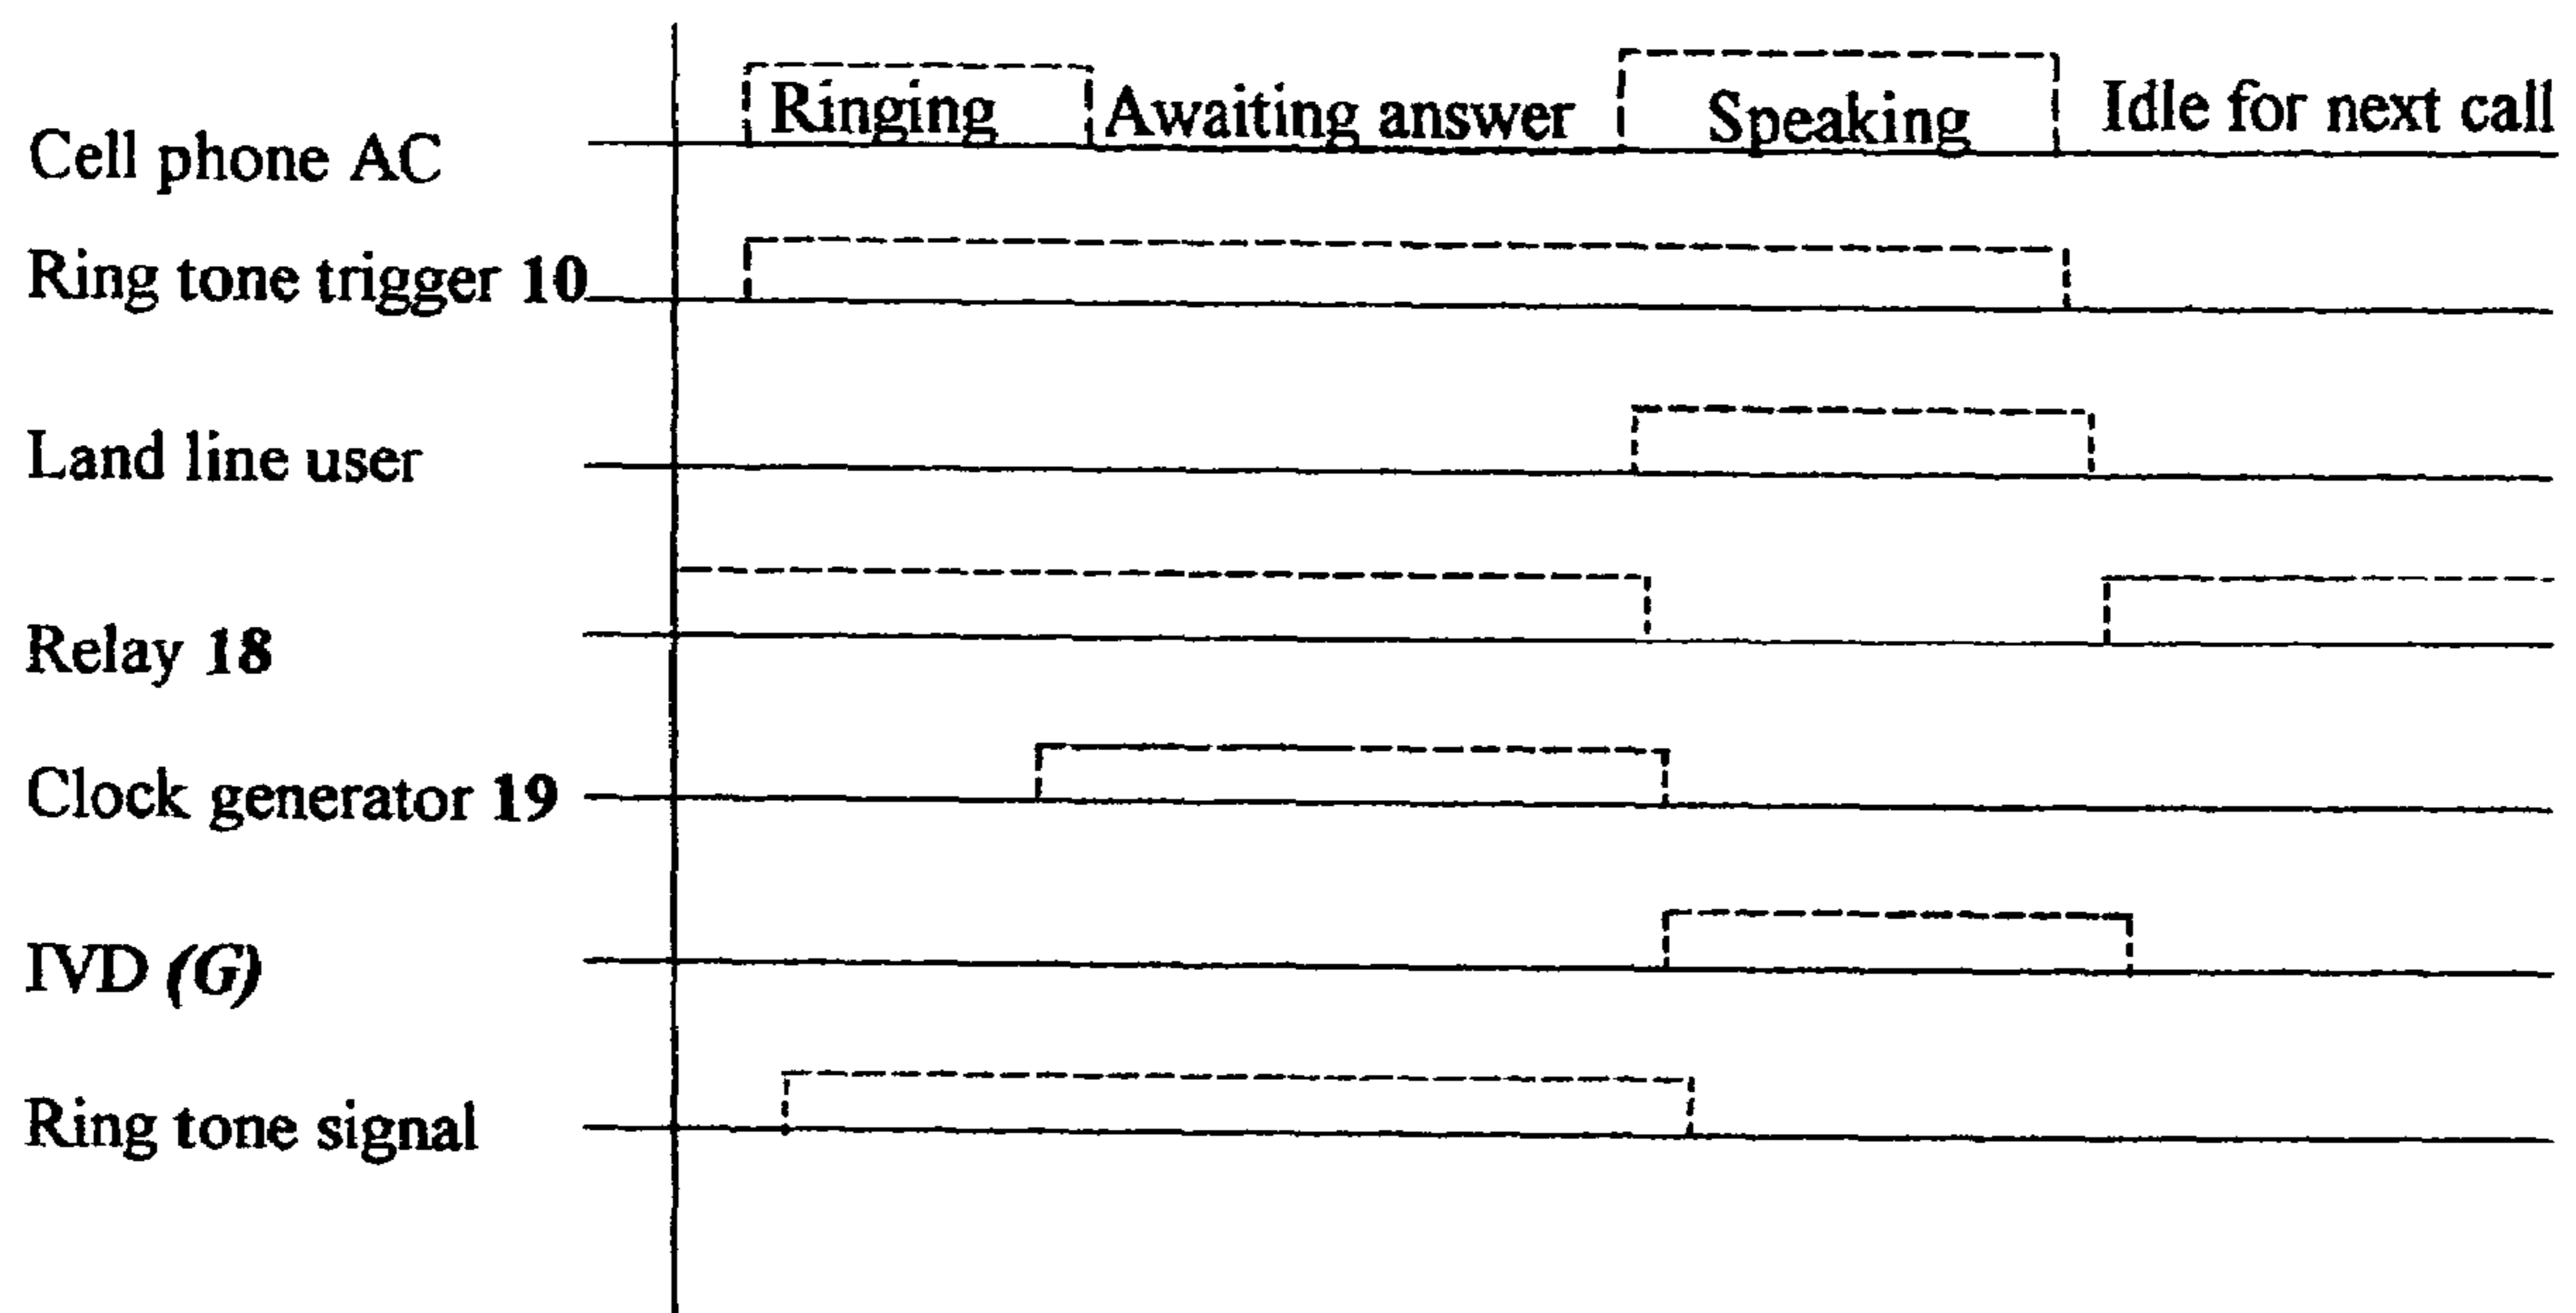 Ringing Awaiting answer Speaking Idle for next call
Cell phone AC
Ring tone trigger 10
Land line user
Relay 18
Clock generator 19
IVD (G)
Ring tone signal